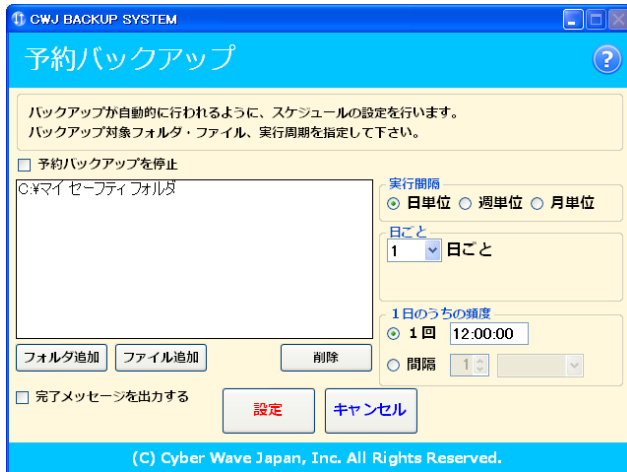 CWJ BACKUP SYSTEM
予約バックアップ
?
バックアップが自動的に行われるように、スケジュールの設定を行います。
バックアップ対象フォルダ・ファイル、実行周期を指定して下さい。
予約バックアップを停止
C:¥マイ セーフティ フォルダ
実行間隔
日単位 週単位 月単位
日ごと
1 日ごと
1日のうちの頻度
1回 12:00:00
間隔 1
フォルダ追加 ファイル追加 削除
完了メッセージを出力する
設定 キャンセル
(C) Cyber Wave Japan, Inc. All Rights Reserved.